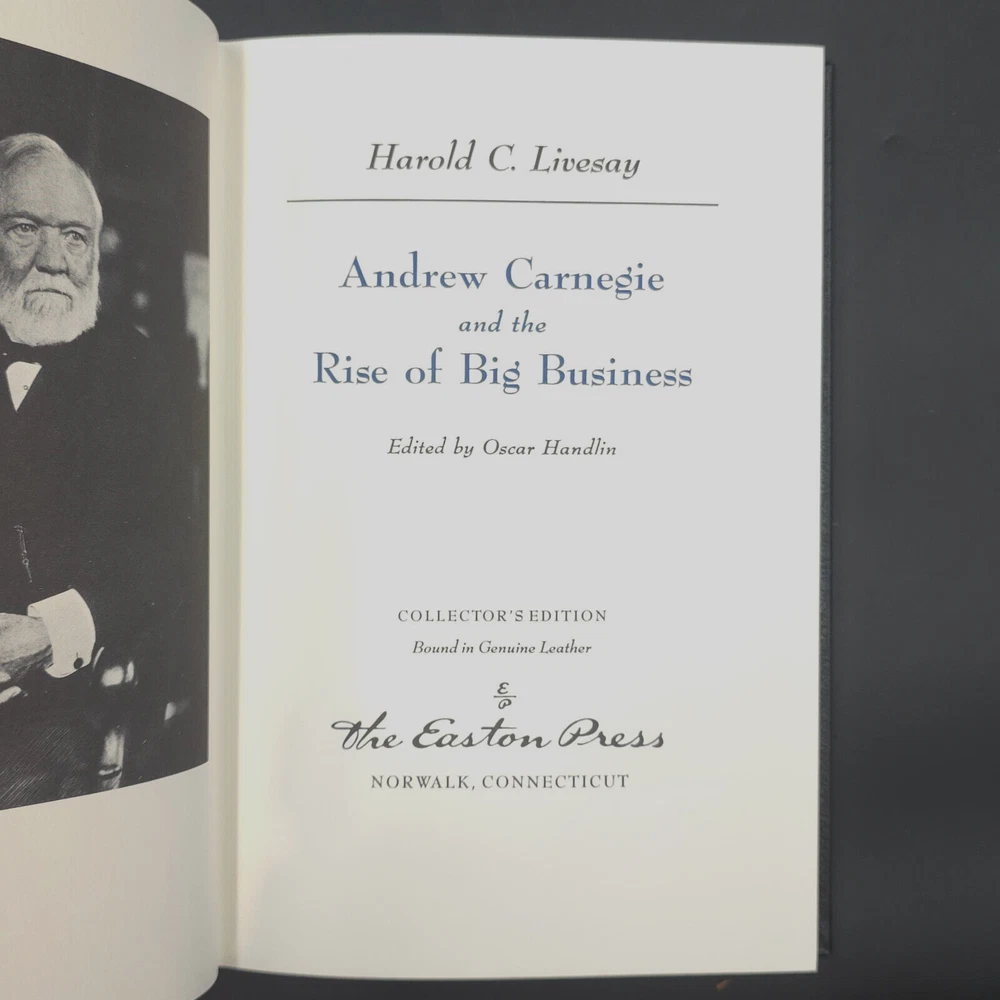 Harold C. Livesay
Andrew Carnegie
and the
Rise of Big Business
Edited by Oscar Handlin
COLLECTOR'S EDITION
Bound in Genuine Leather
E
P
The Easton Press
NORWALK, CONNECTICUT